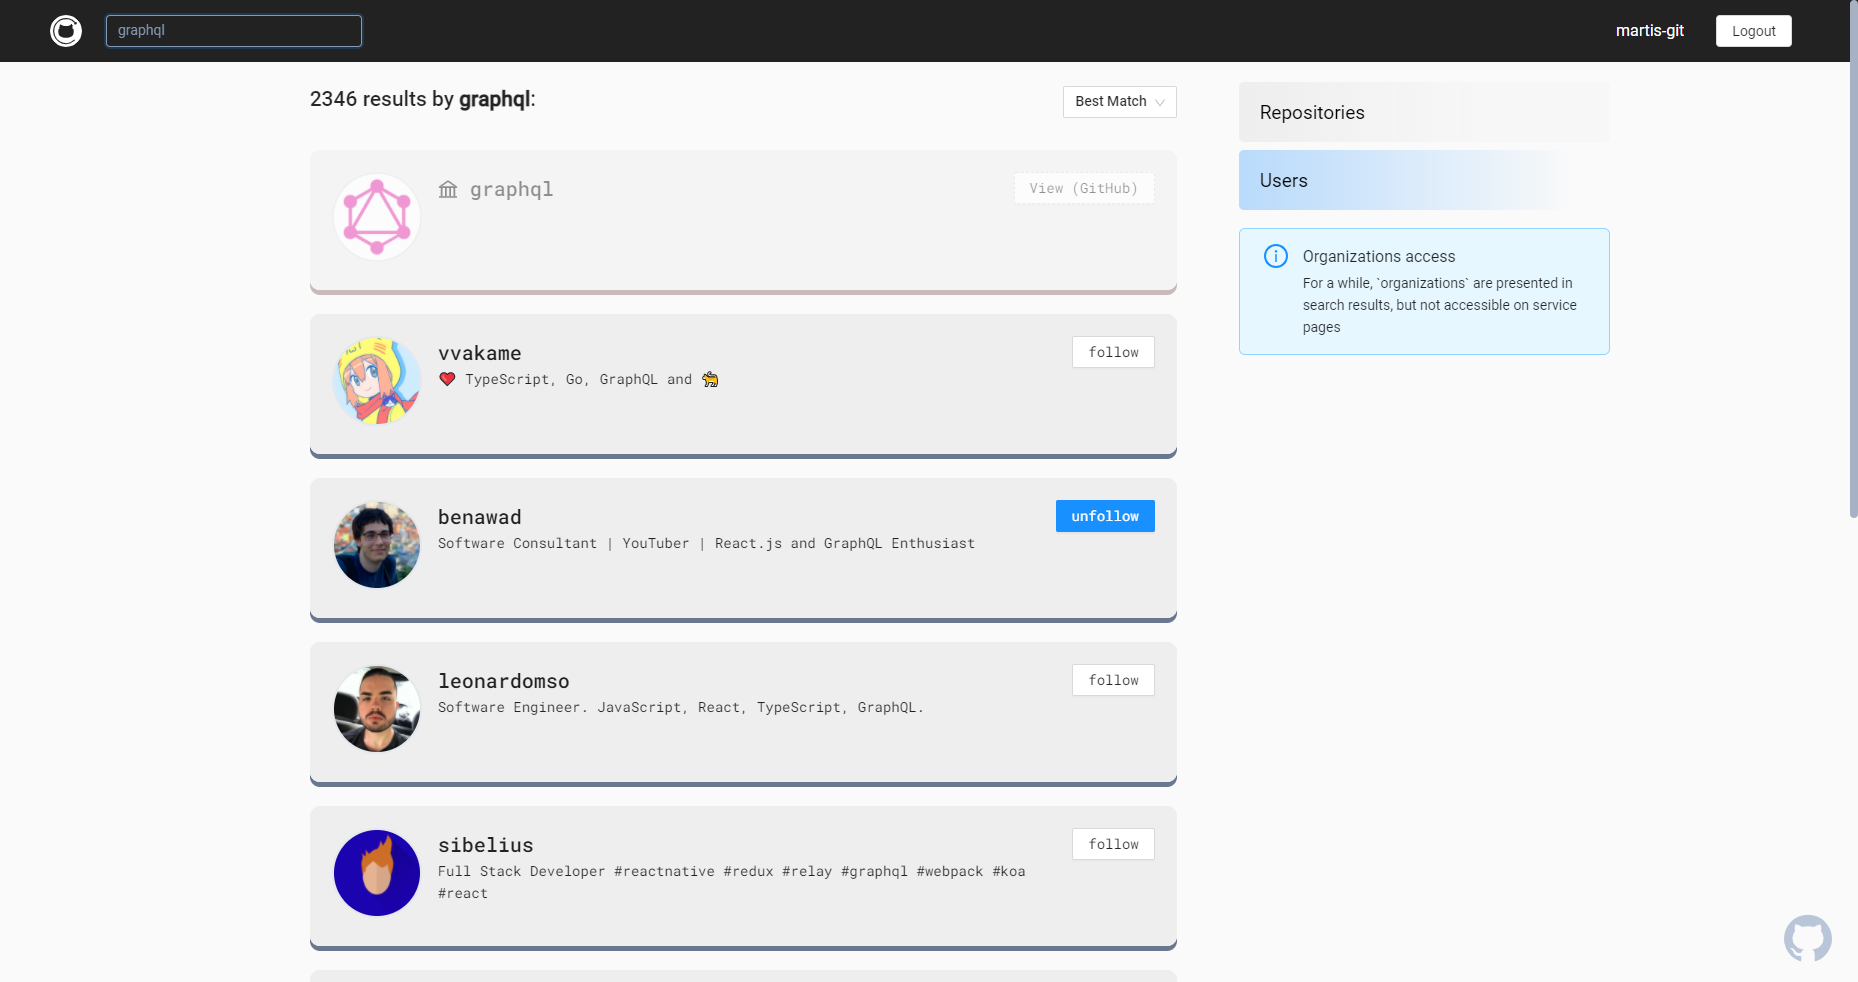 graphql
martis-git
Logout
2346 results by graphql:
Best Match
graphql
View (GitHub)
vvakame
❤️ TypeScript, Go, GraphQL and 🐅
follow
benawad
Software Consultant | YouTuber | React.js and GraphQL Enthusiast
unfollow
leonardomso
Software Engineer. JavaScript, React, TypeScript, GraphQL.
follow
sibelius
Full Stack Developer #reactnative #redux #relay #graphql #webpack #koa
#react
follow
Repositories
Users
Organizations access
For a while, `organizations` are presented in
search results, but not accessible on service
pages